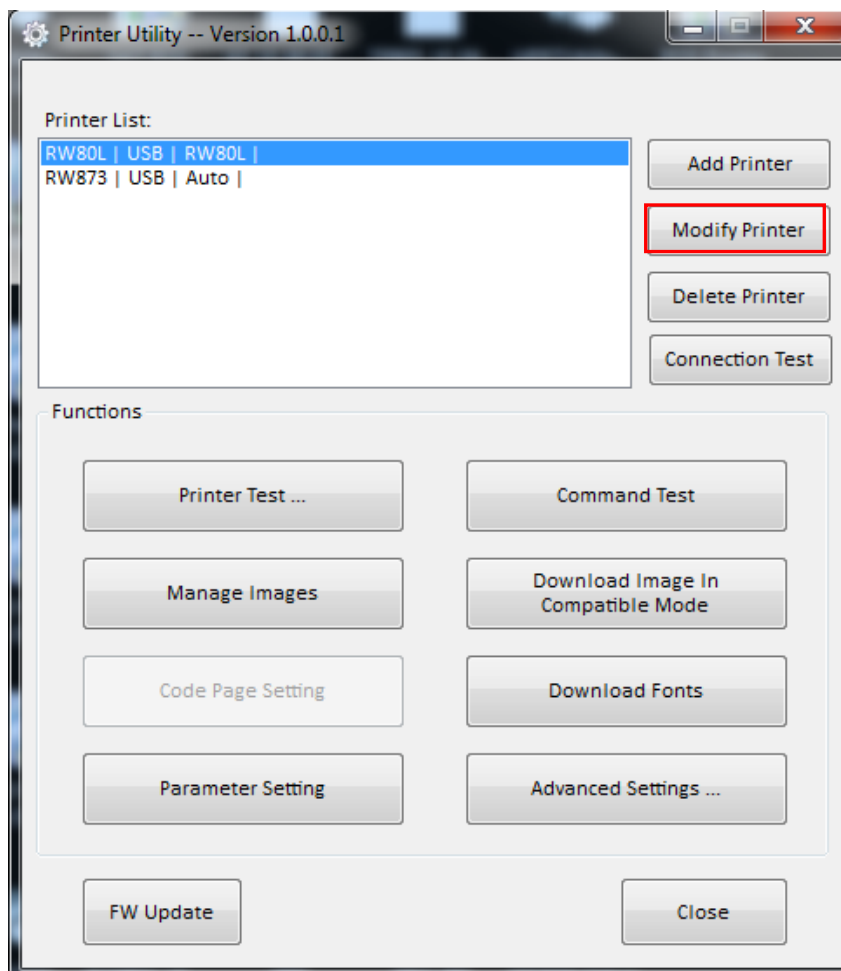 Printer Utility -- Version 1.0.0.1
Printer List:
RW80L | USB | RW80L |
RW873 | USB | Auto |
Add Printer
Modify Printer
Delete Printer
Connection Test
Functions
Printer Test ...
Command Test
Manage Images
Download Image In
Compatible Mode
Code Page Setting
Download Fonts
Parameter Setting
Advanced Settings ...
FW Update
Close